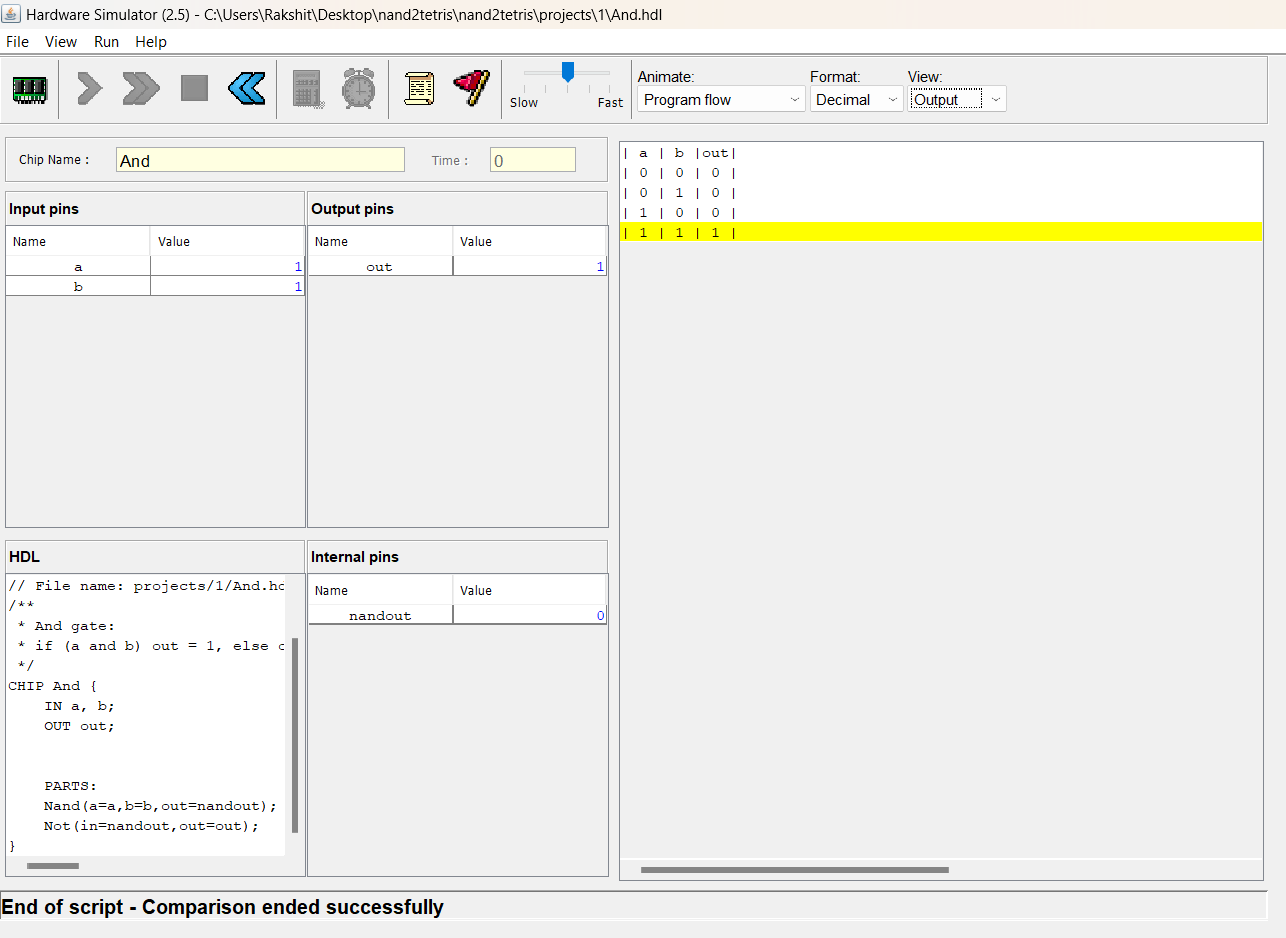 Hardware Simulator (2.5) - C:\Users\Rakshit\Desktop\nand2tetris\nand2tetris\projects\1\And.hdl
File View Run Help
Slow Fast
Animate: Format: View:
Program flow Decimal Output
Chip Name : And Time : 0
Input pins
Name Value
a 1
b 1
Output pins
Name Value
out 1
HDL
// File name: projects/1/And.hd
/**
 * And gate:
 * if (a and b) out = 1, else o
 */
CHIP And {
    IN a, b;
    OUT out;
    PARTS:
    Nand(a=a,b=b,out=nandout);
    Not(in=nandout,out=out);
}
Internal pins
Name Value
nandout 0
| a | b |out|
| 0 | 0 | 0 |
| 0 | 1 | 0 |
| 1 | 0 | 0 |
| 1 | 1 | 1 |
End of script - Comparison ended successfully